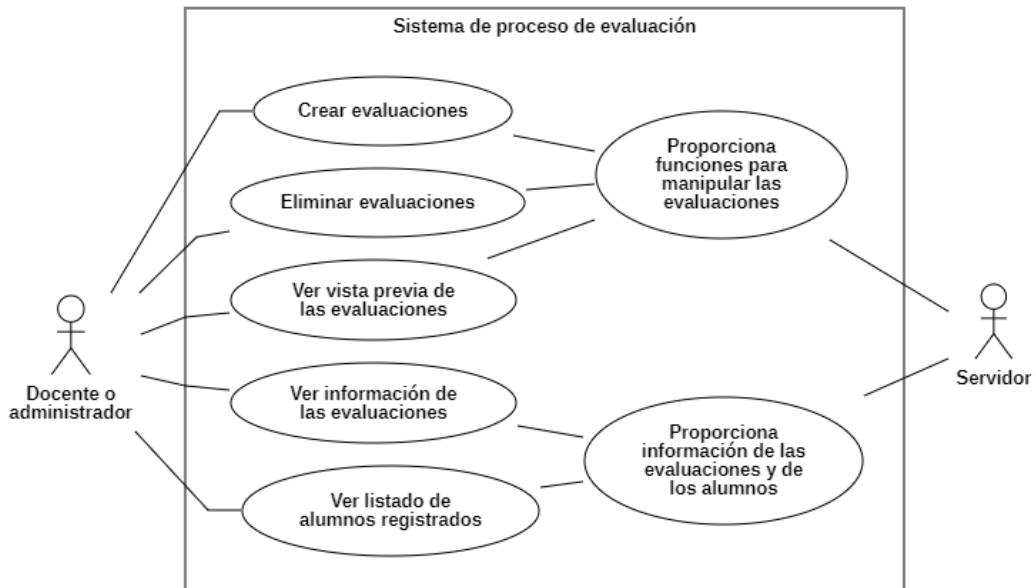 Sistema de proceso de evaluación
Crear evaluaciones
Proporciona
funciones para
manipular las
evaluaciones
Eliminar evaluaciones
Ver vista previa de
las evaluaciones
Docente o
administrador
Servidor
Ver información de
las evaluaciones
Proporciona
información de las
evaluaciones y de
los alumnos
Ver listado de
alumnos registrados